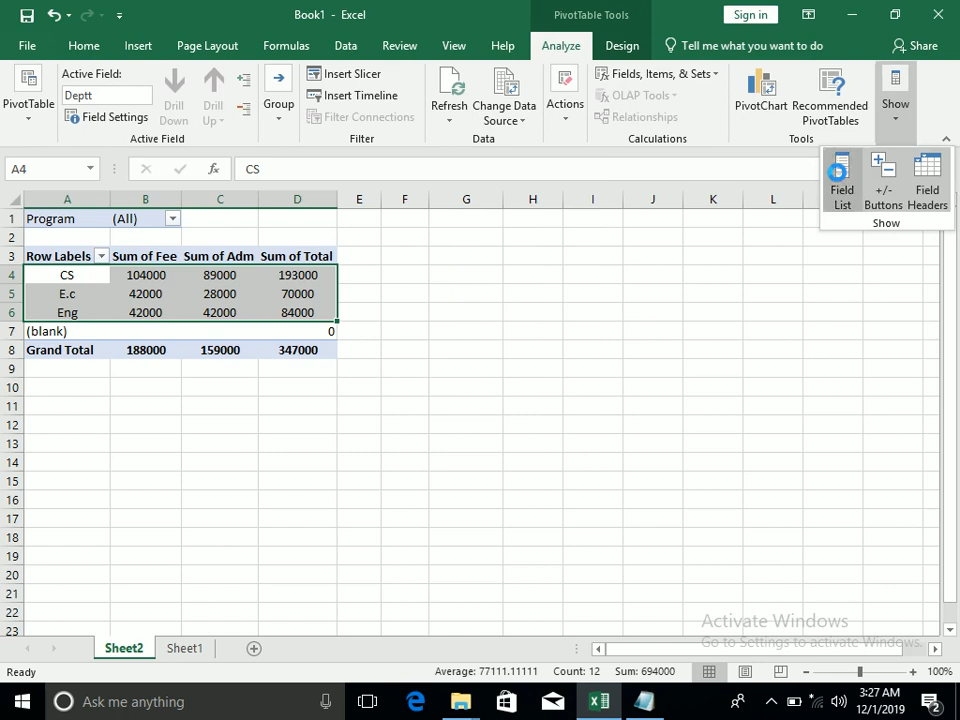 Book1 - Excel
PivotTable Tools
Sign in
File Home Insert Page Layout Formulas Data Review View Help Analyze Design Tell me what you want to do Share
PivotTable
Active Field:
Deptt
Field Settings
Drill Down
Drill Up
Active Field
Group
Insert Slicer
Insert Timeline
Filter Connections
Filter
Refresh
Change Data Source
Data
Actions
Fields, Items, & Sets
OLAP Tools
Relationships
Calculations
PivotChart
Recommended PivotTables
Tools
Show
Field List
+/- Buttons
Field Headers
Show
A4 fx CS
A B C D E F G H I J K L
1 Program (All)
2
3 Row Labels Sum of Fee Sum of Adm Sum of Total
4 CS 104000 89000 193000
5 E.c 42000 28000 70000
6 Eng 42000 42000 84000
7 (blank) 0
8 Grand Total 188000 159000 347000
9
10
11
12
13
14
15
16
17
18
19
20
21
22
23
Activate Windows
Go to Settings to activate Windows.
Sheet2 Sheet1
Ready Average: 77111.11111 Count: 12 Sum: 694000 100%
Ask me anything
3:27 AM
12/1/2019
2